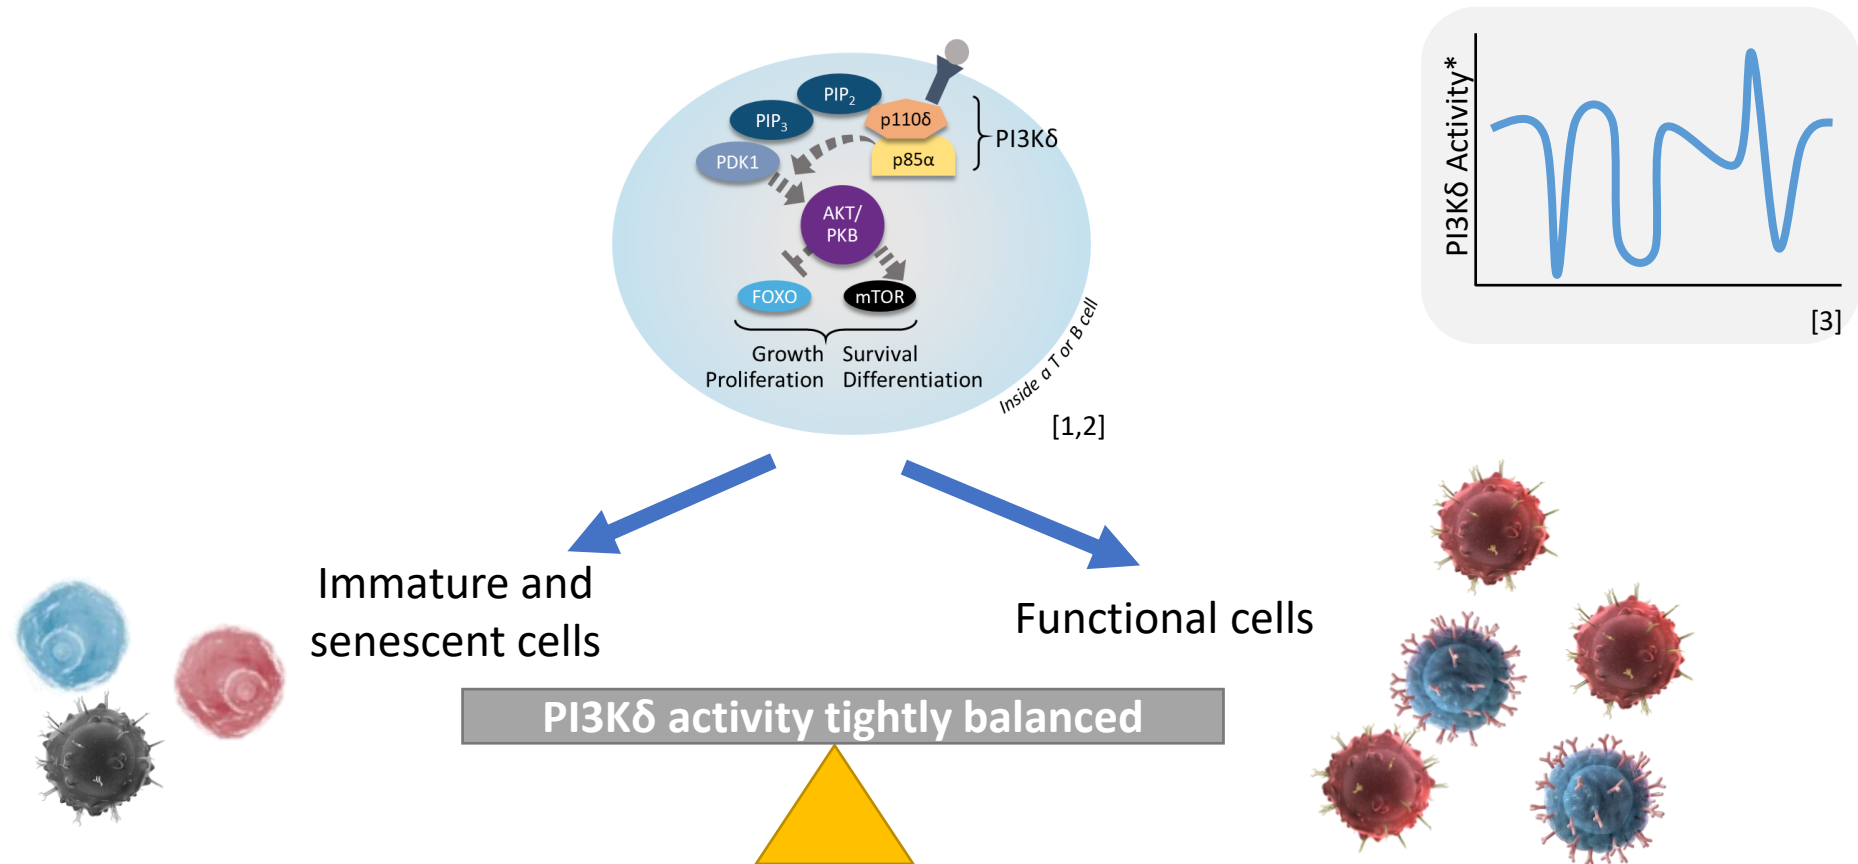 PIP₂
PIP₃
p110δ
PI3Kδ
PDK1
p85α
AKT/
PKB
FOXO
mTOR
Growth
Proliferation
Survival
Differentiation
Inside a T or B cell
[1,2]
PI3Kδ Activity*
[3]
Immature and
senescent cells
Functional cells
PI3Kδ activity tightly balanced